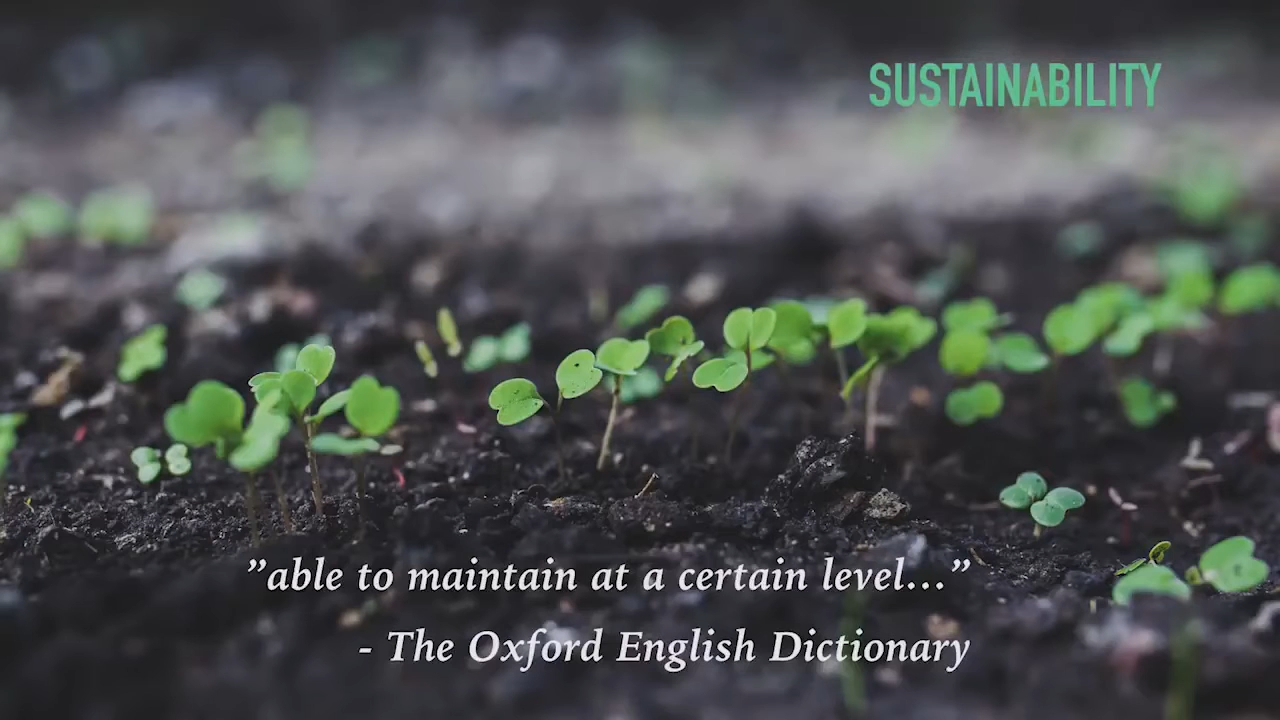 SUSTAINABILITY
”able to maintain at a certain level...”
- The Oxford English Dictionary